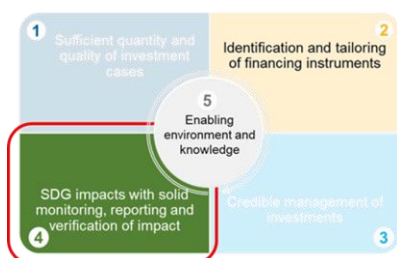 1
Sufficient quantity and
quality of investment
cases
2
Identification and tailoring
of financing instruments
5
Enabling
environment and
knowledge
SDG impacts with solid
monitoring, reporting and
verification of impact
4
Credible management of
investments
3